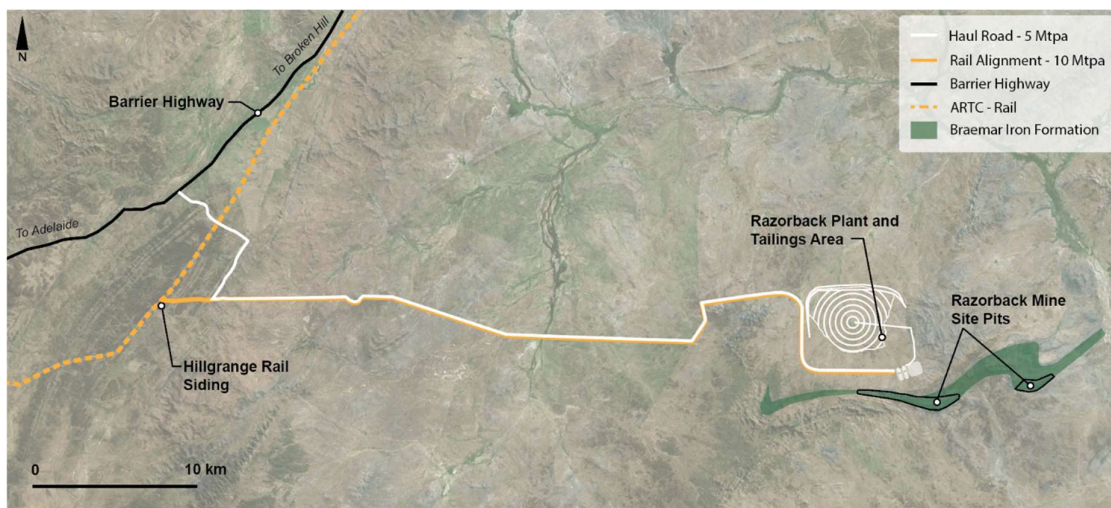 N
To Broken Hill
Barrier Highway
To Adelaide
Hillgrange Rail
Siding
0
10 km
Haul Road - 5 Mtpa
Rail Alignment - 10 Mtpa
Barrier Highway
ARTC - Rail
Braemar Iron Formation
Razorback Plant and
Tailings Area
Razorback Mine
Site Pits